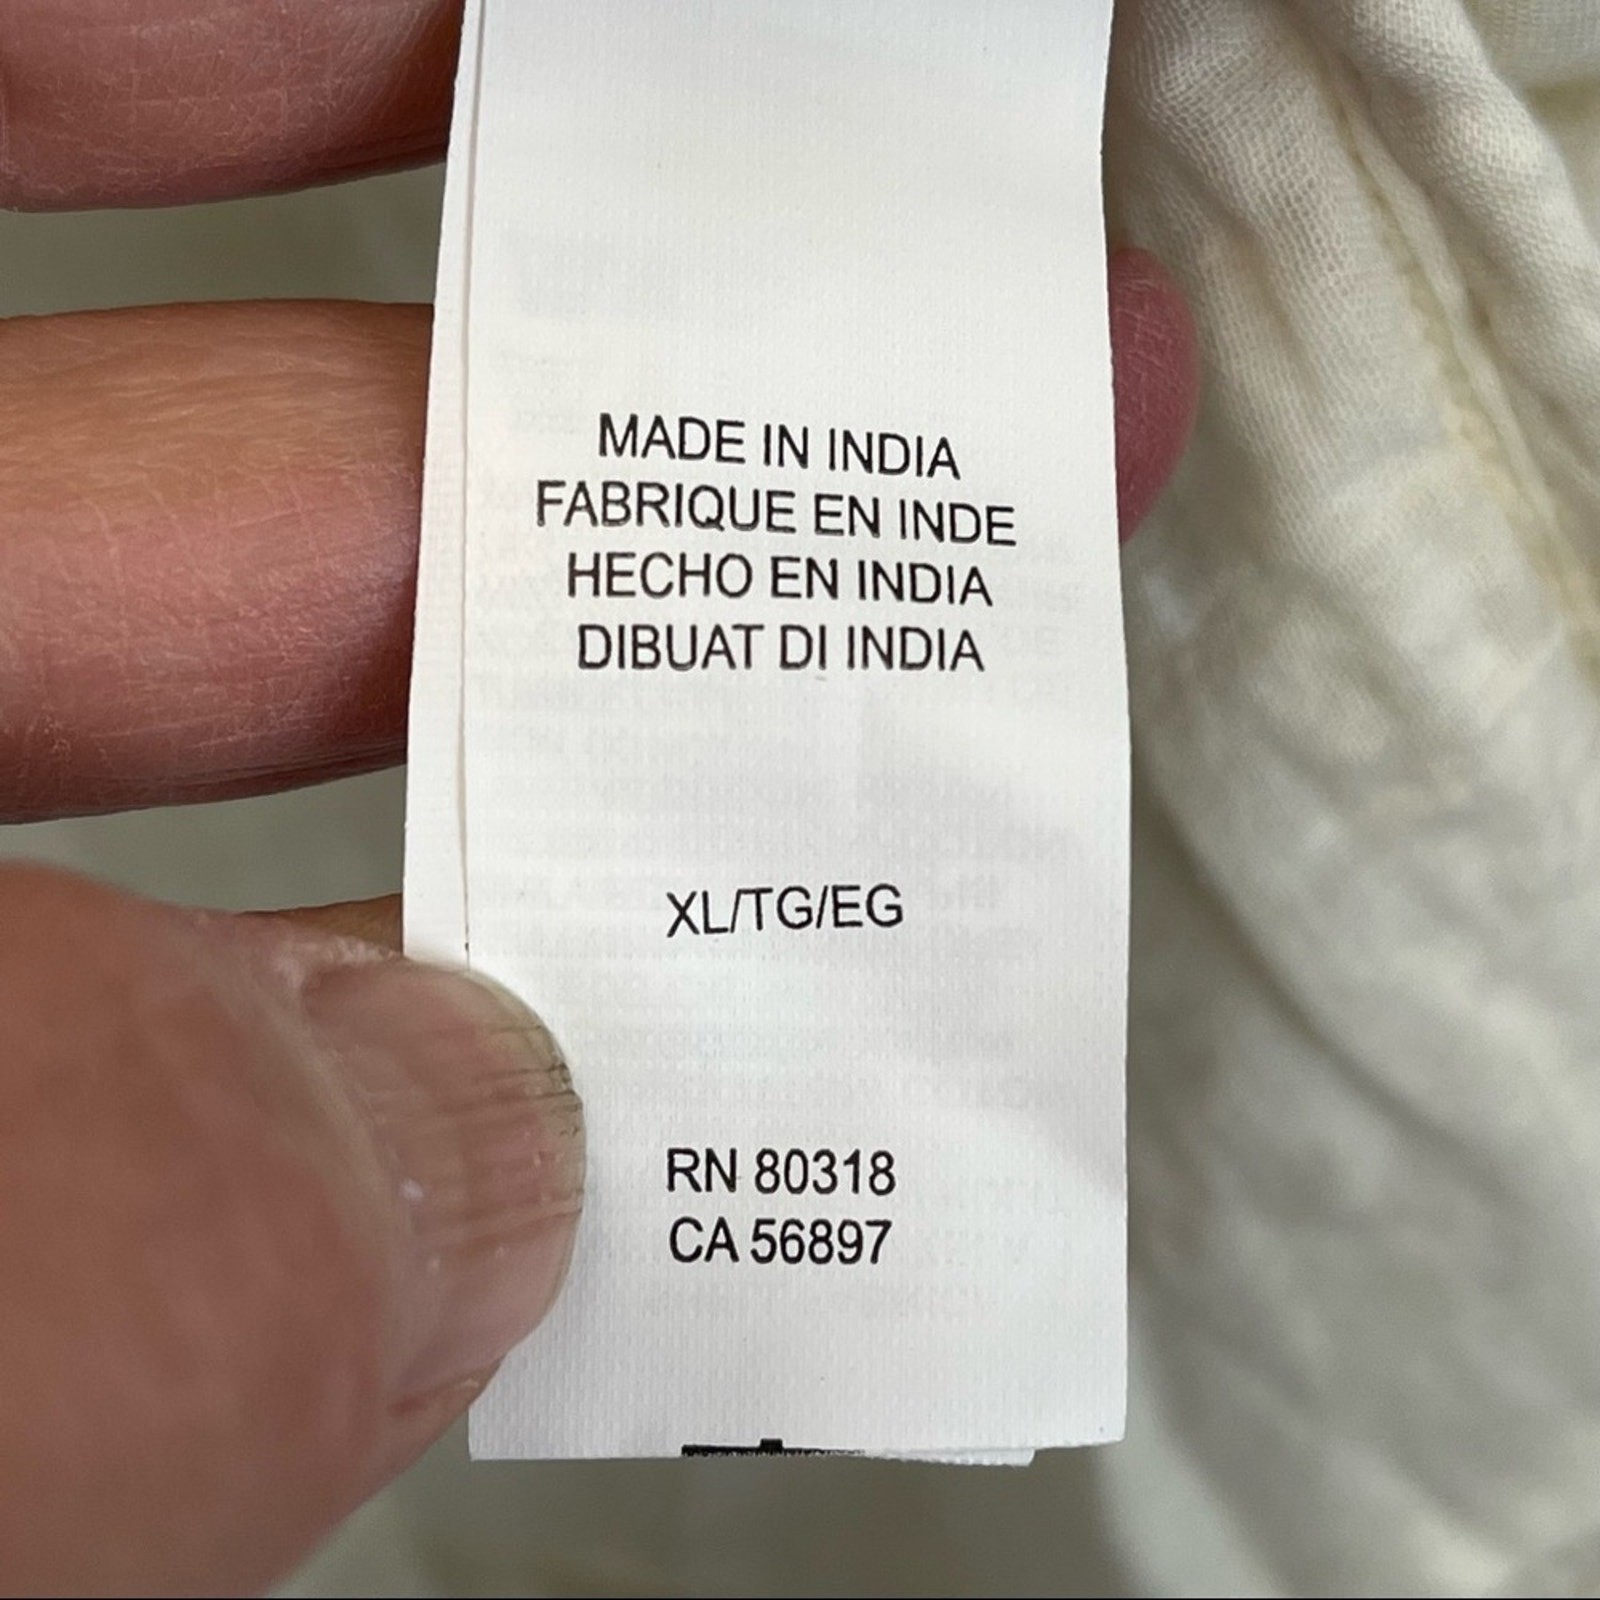 MADE IN INDIA
FABRIQUE EN INDE
HECHO EN INDIA
DIBUAT DI INDIA
XL/TG/EG
RN 80318
CA 56897